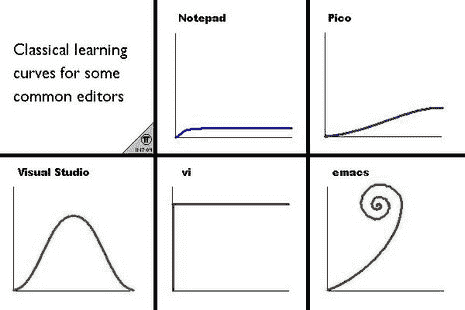 Classical learning
curves for some
common editors
Notepad
Pico
Visual Studio
vi
emacs